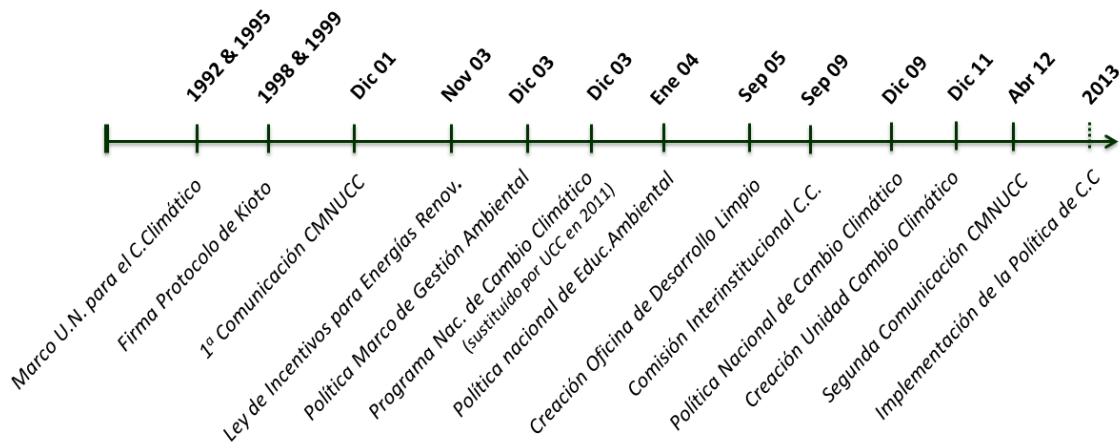 1992 & 1995
1998 & 1999
Dic 01
Nov 03
Dic 03
Dic 03
Ene 04
Sep 05
Sep 09
Dic 09
Dic 11
Abr 12
2013
Marco U.N. para el C.Climático
Firma Protocolo de Kioto
1ª Comunicación CMNUCC
Ley de Incentivos para Energías Renov.
Política Marco de Gestión Ambiental
Programa Nac. de Cambio Climático
(sustituído por UCC en 2011)
Política nacional de Educ.Ambiental
Creación Oficina de Desarrollo Limpio
Comisión Interinstitucional C.C.
Política Nacional de Cambio Climático
Creación Unidad Cambio Climático
Segunda Comunicación CMNUCC
Implementación de la Política de C.C